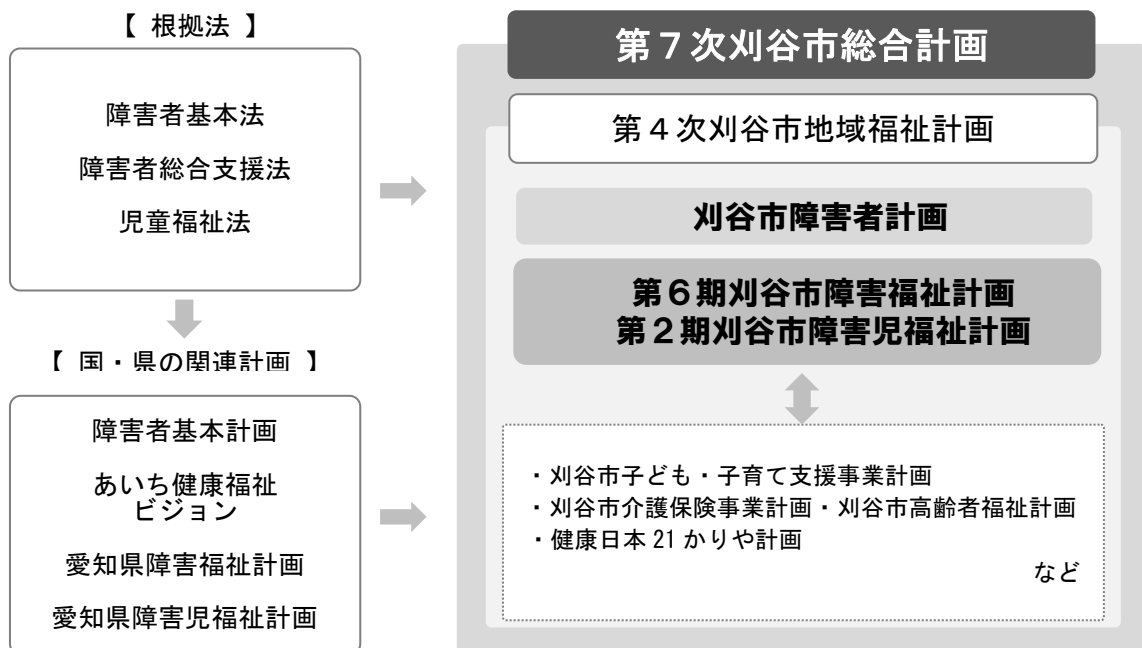 【 根拠法 】
障害者基本法
障害者総合支援法
児童福祉法
【 国・県の関連計画 】
障害者基本計画
あいち健康福祉
ビジョン
愛知県障害福祉計画
愛知県障害児福祉計画
第７次刈谷市総合計画
第４次刈谷市地域福祉計画
刈谷市障害者計画
第６期刈谷市障害福祉計画
第２期刈谷市障害児福祉計画
・刈谷市子ども・子育て支援事業計画
・刈谷市介護保険事業計画・刈谷市高齢者福祉計画
・健康日本 21 かりや計画
など